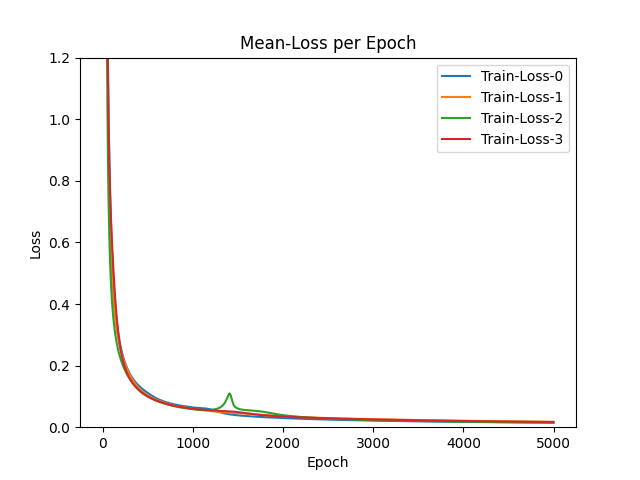 Mean-Loss per Epoch
1.2
1.0
0.8
0.6
0.4
0.2
0.0
Loss
Train-Loss-0
Train-Loss-1
Train-Loss-2
Train-Loss-3
0 1000 2000 3000 4000 5000
Epoch